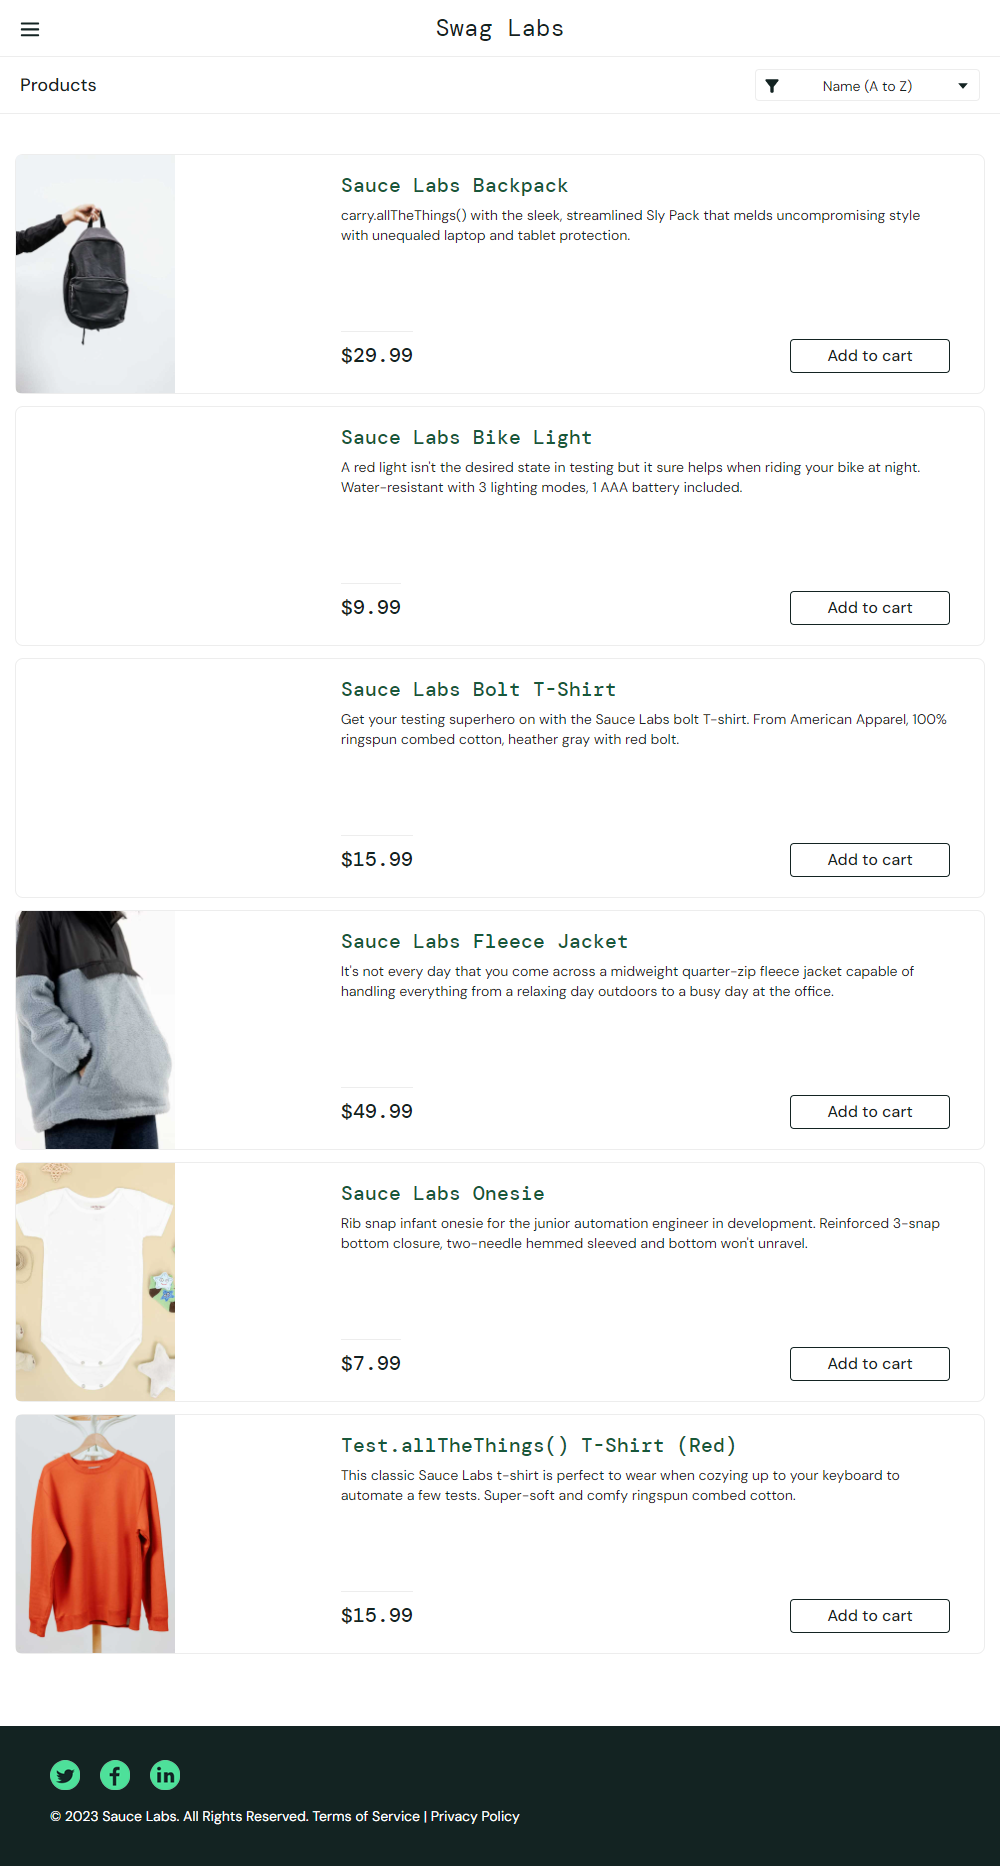 Swag Labs
Products
Name (A to Z)
Sauce Labs Backpack
carry.allTheThings() with the sleek, streamlined Sly Pack that melds uncompromising style
with unequaled laptop and tablet protection.
$29.99
Add to cart
Sauce Labs Bike Light
A red light isn't the desired state in testing but it sure helps when riding your bike at night.
Water-resistant with 3 lighting modes, 1 AAA battery included.
$9.99
Add to cart
Sauce Labs Bolt T-Shirt
Get your testing superhero on with the Sauce Labs bolt T-shirt. From American Apparel, 100%
ringspun combed cotton, heather gray with red bolt.
$15.99
Add to cart
Sauce Labs Fleece Jacket
It's not every day that you come across a midweight quarter-zip fleece jacket capable of
handling everything from a relaxing day outdoors to a busy day at the office.
$49.99
Add to cart
Sauce Labs Onesie
Rib snap infant onesie for the junior automation engineer in development. Reinforced 3-snap
bottom closure, two-needle hemmed sleeved and bottom won't unravel.
$7.99
Add to cart
Test.allTheThings() T-Shirt (Red)
This classic Sauce Labs t-shirt is perfect to wear when cozying up to your keyboard to
automate a few tests. Super-soft and comfy ringspun combed cotton.
$15.99
Add to cart
© 2023 Sauce Labs. All Rights Reserved. Terms of Service | Privacy Policy